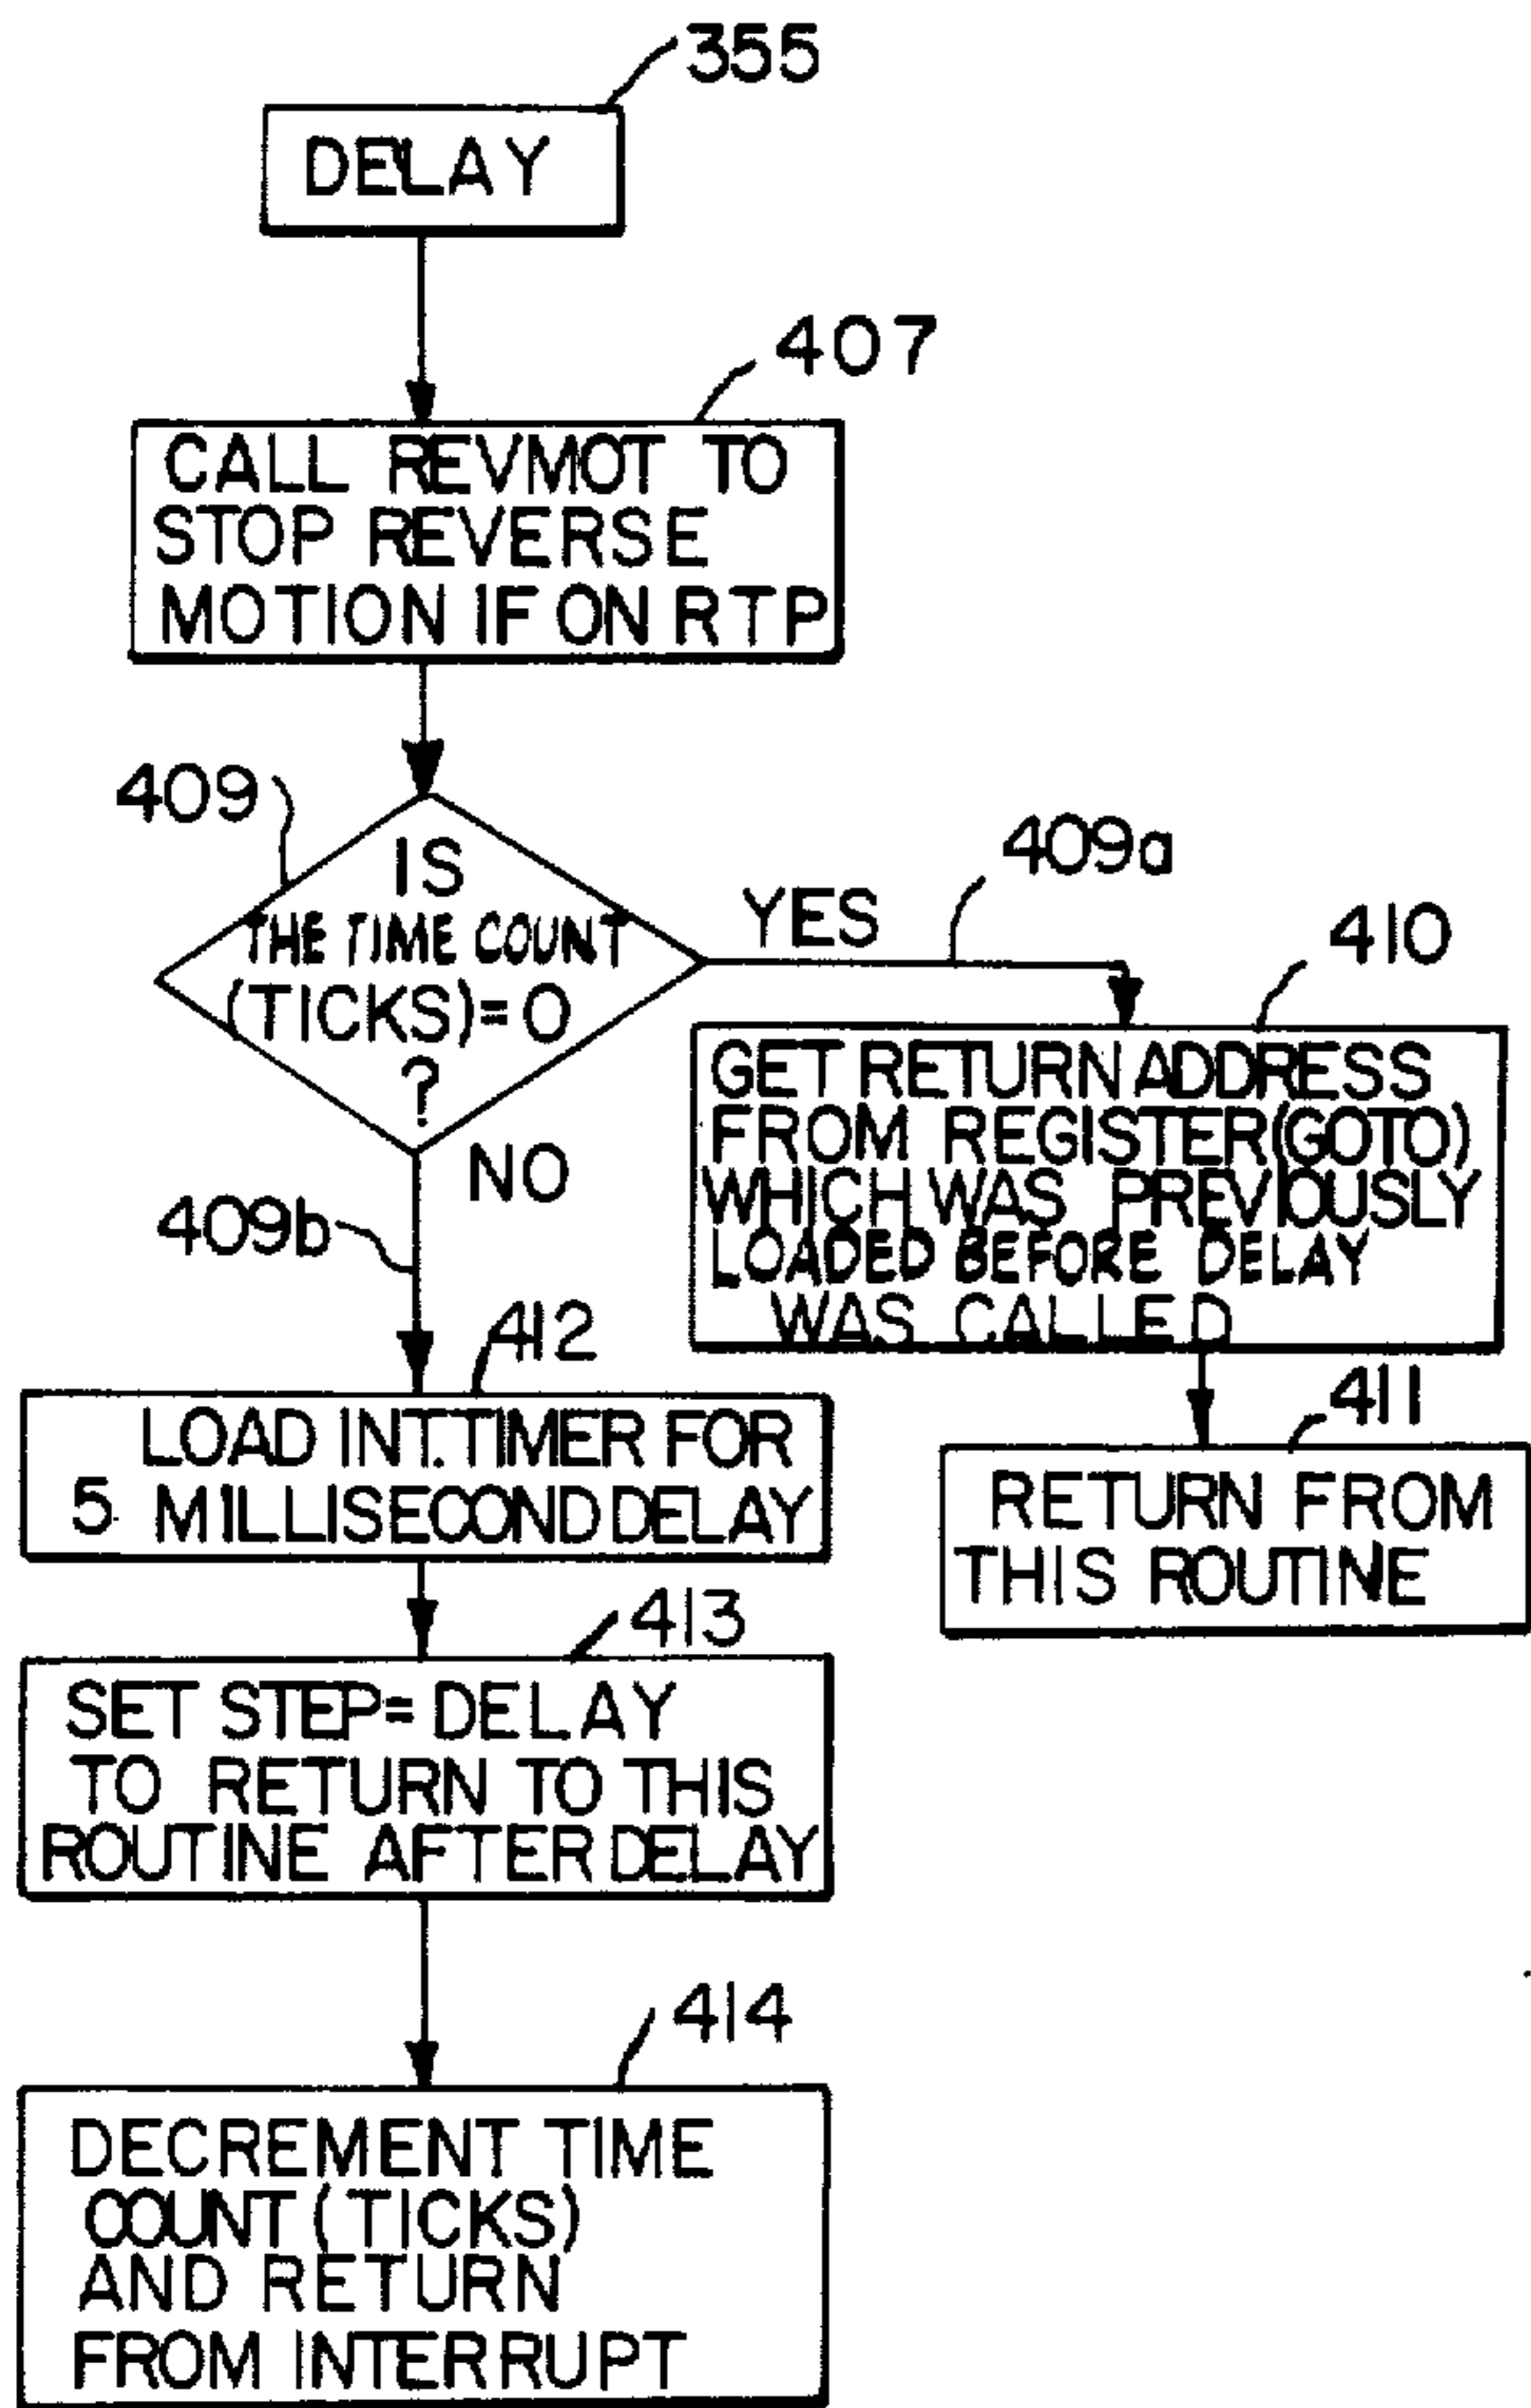 355
DELAY
407
CALL REVMOT TO
STOP REVERSE
MOTION IF ON RTP
409
IS
THE TIME COUNT
(TICKS)=0
?
YES
409a
410
GET RETURN ADDRESS
FROM REGISTER(GOTO)
WHICH WAS PREVIOUSLY
LOADED BEFORE DELAY
WAS CALLED
NO
409b
411
RETURN FROM
THIS ROUTINE
412
LOAD INT. TIMER FOR
5 MILLISECOND DELAY
413
SET STEP=DELAY
TO RETURN TO THIS
ROUTINE AFTER DELAY
414
DECREMENT TIME
COUNT(TICKS)
AND RETURN
FROM INTERRUPT